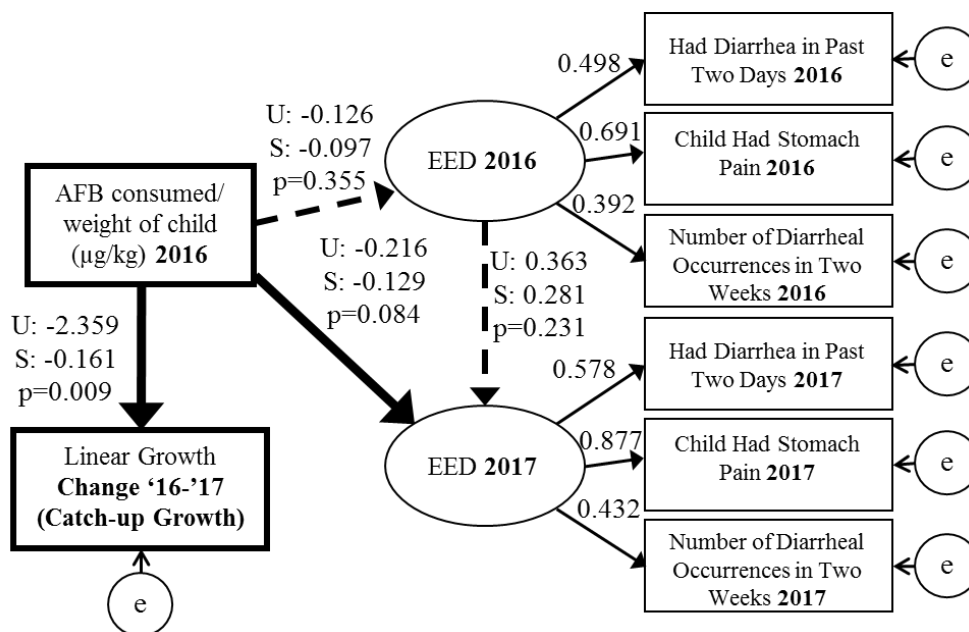 0.498
Had Diarrhea in Past
Two Days 2016
e
U: -0.126
S: -0.097
p=0.355
EED 2016
0.691
Child Had Stomach
Pain 2016
e
AFB consumed/
weight of child
(µg/kg) 2016
0.392
Number of Diarrheal
Occurrences in Two
Weeks 2016
e
U: -0.216
S: -0.129
p=0.084
U: 0.363
S: 0.281
p=0.231
U: -2.359
S: -0.161
p=0.009
0.578
Had Diarrhea in Past
Two Days 2017
e
Linear Growth
Change ‘16-’17
(Catch-up Growth)
e
EED 2017
0.877
Child Had Stomach
Pain 2017
e
0.432
Number of Diarrheal
Occurrences in Two
Weeks 2017
e